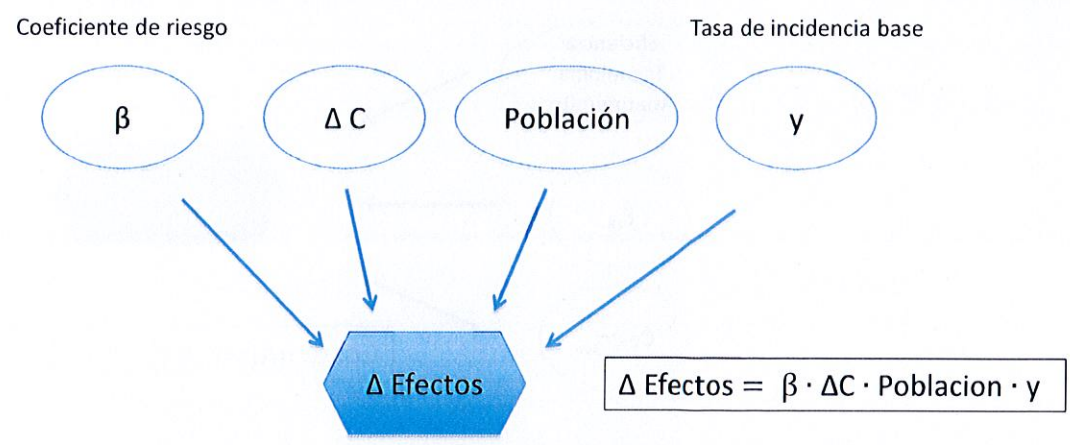 Coeficiente de riesgo
Tasa de incidencia base
β
Δ C
Población
y
Δ Efectos
Δ Efectos = β · ΔC · Poblacion · y